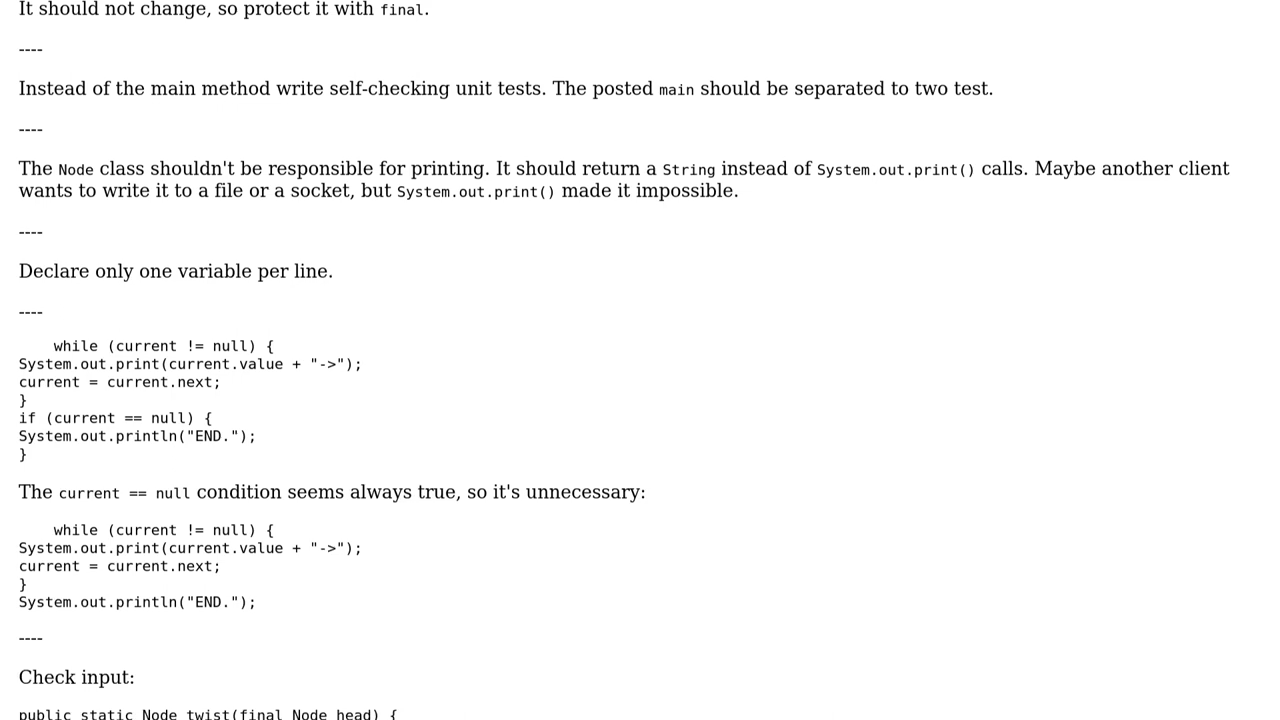 It should not change, so protect it with final.
----
Instead of the main method write self-checking unit tests. The posted main should be separated to two test.
----
The Node class shouldn't be responsible for printing. It should return a String instead of System.out.print() calls. Maybe another client
wants to write it to a file or a socket, but System.out.print() made it impossible.
----
Declare only one variable per line.
----
    while (current != null) {
System.out.print(current.value + "->");
current = current.next;
}
if (current == null) {
System.out.println("END.");
}
The current == null condition seems always true, so it's unnecessary:
    while (current != null) {
System.out.print(current.value + "->");
current = current.next;
}
System.out.println("END.");
----
Check input:
public static Node twist(final Node head) {